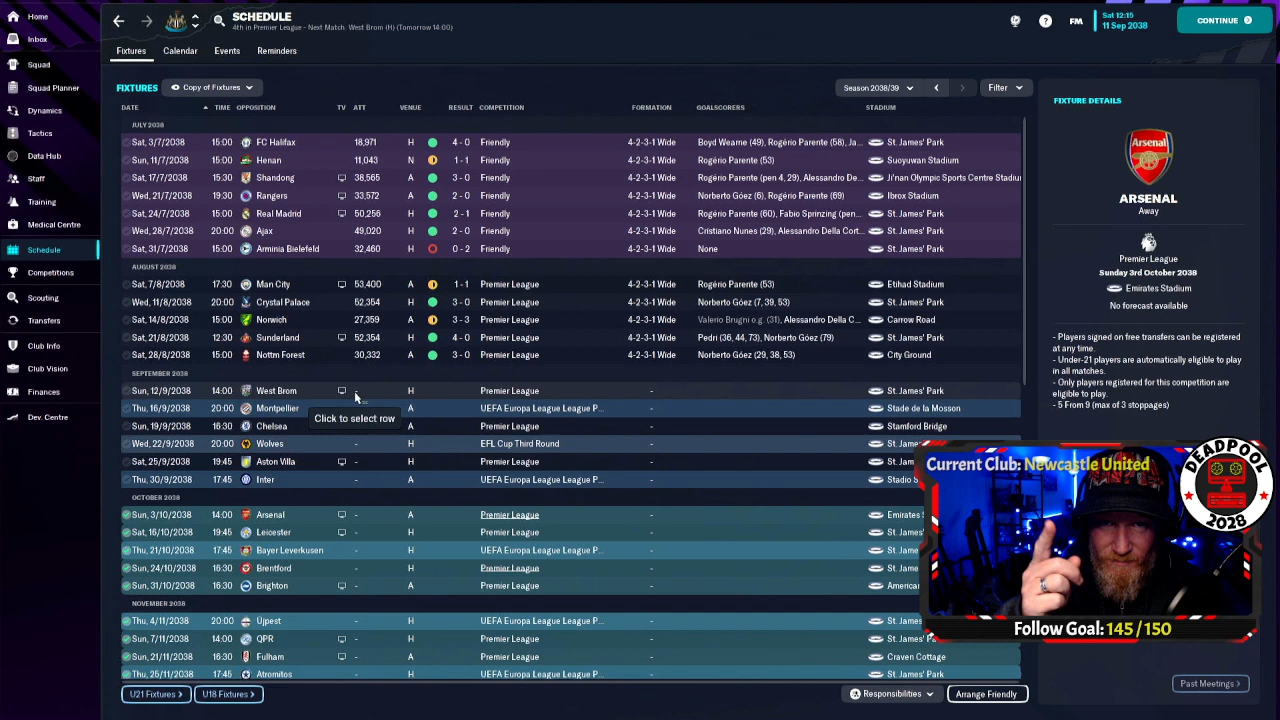 Home
Inbox
Squad
Squad Planner
Dynamics
Tactics
Data Hub
Staff
Training
Medical Centre
Schedule
Competitions
Scouting
Transfers
Club Info
Club Vision
Finances
Dev. Centre
SCHEDULE
4th in Premier League - Next Match: West Brom (H) (Tomorrow 14:00)
FM
Sat 12:15
11 Sep 2038
CONTINUE
Fixtures Calendar Events Reminders
FIXTURES Copy of Fixtures Season 2038/39 Filter
DATE TIME OPPOSITION TV ATT VENUE RESULT COMPETITION FORMATION GOALSCORERS STADIUM
JULY 2038
Sat, 3/7/2038 15:00 FC Halifax 18,971 H 4 - 0 Friendly 4-2-3-1 Wide Boyd Wearne (49), Rogério Parente (58), Ja... St. James' Park
Sun, 11/7/2038 15:00 Henan 11,043 N 1 - 1 Friendly 4-2-3-1 Wide Rogério Parente (53) Suoyuwan Stadium
Sat, 17/7/2038 15:30 Shandong 38,565 A 3 - 0 Friendly 4-2-3-1 Wide Rogério Parente (pen 4, 29), Alessandro De... Ji'nan Olympic Sports Centre Stadiu
Wed, 21/7/2038 19:30 Rangers 33,572 A 2 - 0 Friendly 4-2-3-1 Wide Norberto Góez (6), Rogério Parente (69) Ibrox Stadium
Sat, 24/7/2038 15:00 Real Madrid 50,256 H 2 - 1 Friendly 4-2-3-1 Wide Rogério Parente (60), Fabio Sprinzing (pen... St. James' Park
Wed, 28/7/2038 20:00 Ajax 49,020 H 2 - 0 Friendly 4-2-3-1 Wide Cristiano Nunes (29), Alessandro Della Cort... St. James' Park
Sat, 31/7/2038 15:00 Arminia Bielefeld 32,460 H 0 - 2 Friendly 4-2-3-1 Wide None St. James' Park
AUGUST 2038
Sat, 7/8/2038 17:30 Man City 53,400 A 1 - 1 Premier League 4-2-3-1 Wide Rogério Parente (53) Etihad Stadium
Wed, 11/8/2038 20:00 Crystal Palace 52,354 H 3 - 0 Premier League 4-2-3-1 Wide Norberto Góez (7, 39, 53) St. James' Park
Sat, 14/8/2038 15:00 Norwich 27,359 A 3 - 3 Premier League 4-2-3-1 Wide Valerio Brugni o.g. (31), Alessandro Della C... Carrow Road
Sat, 21/8/2038 12:30 Sunderland 52,354 H 4 - 0 Premier League 4-2-3-1 Wide Pedri (36, 44, 73), Norberto Góez (79) St. James' Park
Sat, 28/8/2038 15:00 Nottm Forest 30,332 A 3 - 0 Premier League 4-2-3-1 Wide Norberto Góez (29, 38, 53) City Ground
SEPTEMBER 2038
Sun, 12/9/2038 14:00 West Brom - H Premier League - St. James' Park
Thu, 16/9/2038 20:00 Montpellier A UEFA Europa League League P... - Stade de la Mosson
Click to select row
Sun, 19/9/2038 16:30 Chelsea A Premier League - Stamford Bridge
Wed, 22/9/2038 20:00 Wolves - H EFL Cup Third Round - St. Jam
Sat, 25/9/2038 19:45 Aston Villa - H Premier League - St. Jam
Thu, 30/9/2038 17:45 Inter - A UEFA Europa League League P... - Stadio S
OCTOBER 2038
Sun, 3/10/2038 14:00 Arsenal - A Premier League - Emirates S
Sat, 16/10/2038 19:45 Leicester - H Premier League - St. Jame
Thu, 21/10/2038 17:45 Bayer Leverkusen - H UEFA Europa League League P... - St. Jame
Sun, 24/10/2038 16:30 Brentford - H Premier League - St. Jame
Sun, 31/10/2038 16:30 Brighton - A Premier League - American
NOVEMBER 2038
Thu, 4/11/2038 20:00 Újpest - H UEFA Europa League League P... - St. James'
Sun, 7/11/2038 14:00 QPR - H Premier League - St. James' P
Sun, 21/11/2038 16:30 Fulham - A Premier League - Craven Cottage
Thu, 25/11/2038 17:45 Atromitos - H UEFA Europa League League P... - St. James' Park
U21 Fixtures > U18 Fixtures > Responsibilities Arrange Friendly
FIXTURE DETAILS
Arsenal
ARSENAL
Away
Premier League
Sunday 3rd October 2038
Emirates Stadium
No forecast available
- Players signed on free transfers can be registered
at any time.
- Under-21 players are automatically eligible to play
in all matches.
- Only players registered for this competition are
eligible to play.
- 5 From 9 (max of 3 stoppages)
Past Meetings >
Current Club: Newcastle United
DEADPOOL
2028
Follow Goal: 145 / 150